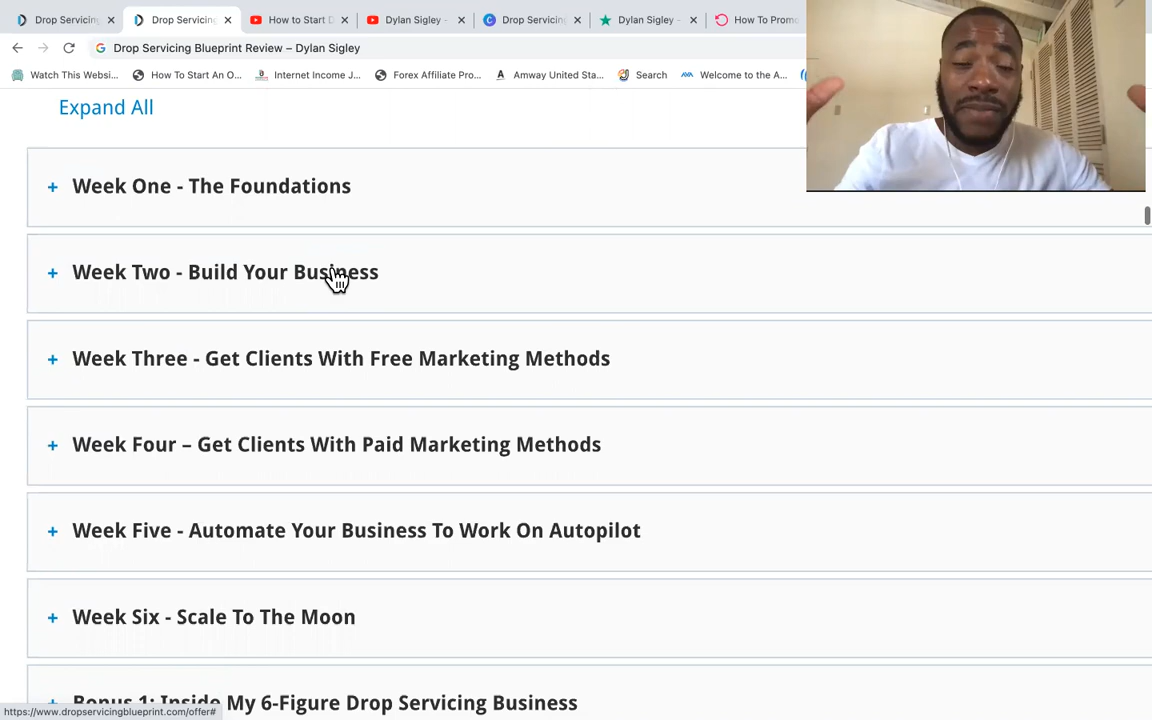 Drop Servicing
Drop Servicing
How to Start D
Dylan Sigley -
Drop Servicing
Dylan Sigley -
How To Promo
Drop Servicing Blueprint Review – Dylan Sigley
Watch This Websi...
How To Start An O...
Internet Income J...
Forex Affiliate Pro...
Amway United Sta...
Search
Welcome to the A...
Expand All
+ Week One - The Foundations
+ Week Two - Build Your Business
+ Week Three - Get Clients With Free Marketing Methods
+ Week Four – Get Clients With Paid Marketing Methods
+ Week Five - Automate Your Business To Work On Autopilot
+ Week Six - Scale To The Moon
+ Bonus 1: Inside My 6-Figure Drop Servicing Business
https://www.dropservicingblueprint.com/offer#